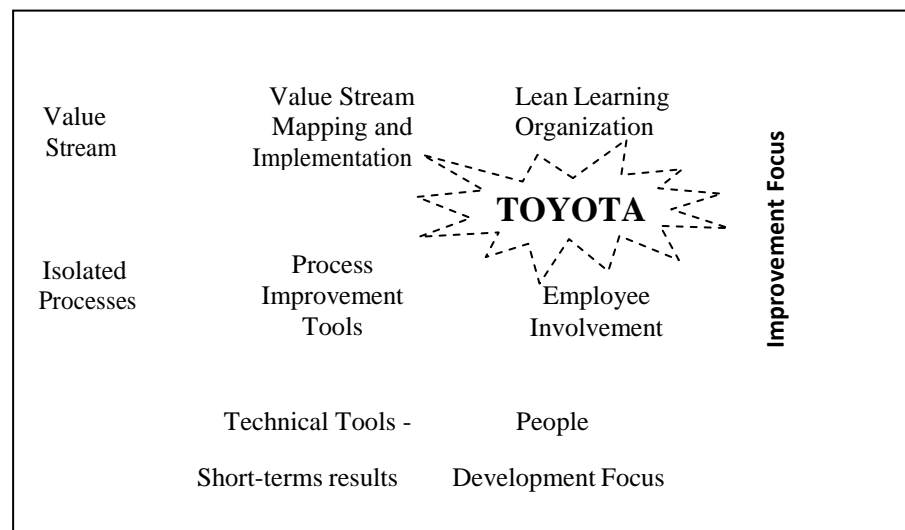 Value
Stream
Value Stream
Mapping and
Implementation
Lean Learning
Organization
TOYOTA
Improvement Focus
Isolated
Processes
Process
Improvement
Tools
Employee
Involvement
Technical Tools -
People
Short-terms results
Development Focus